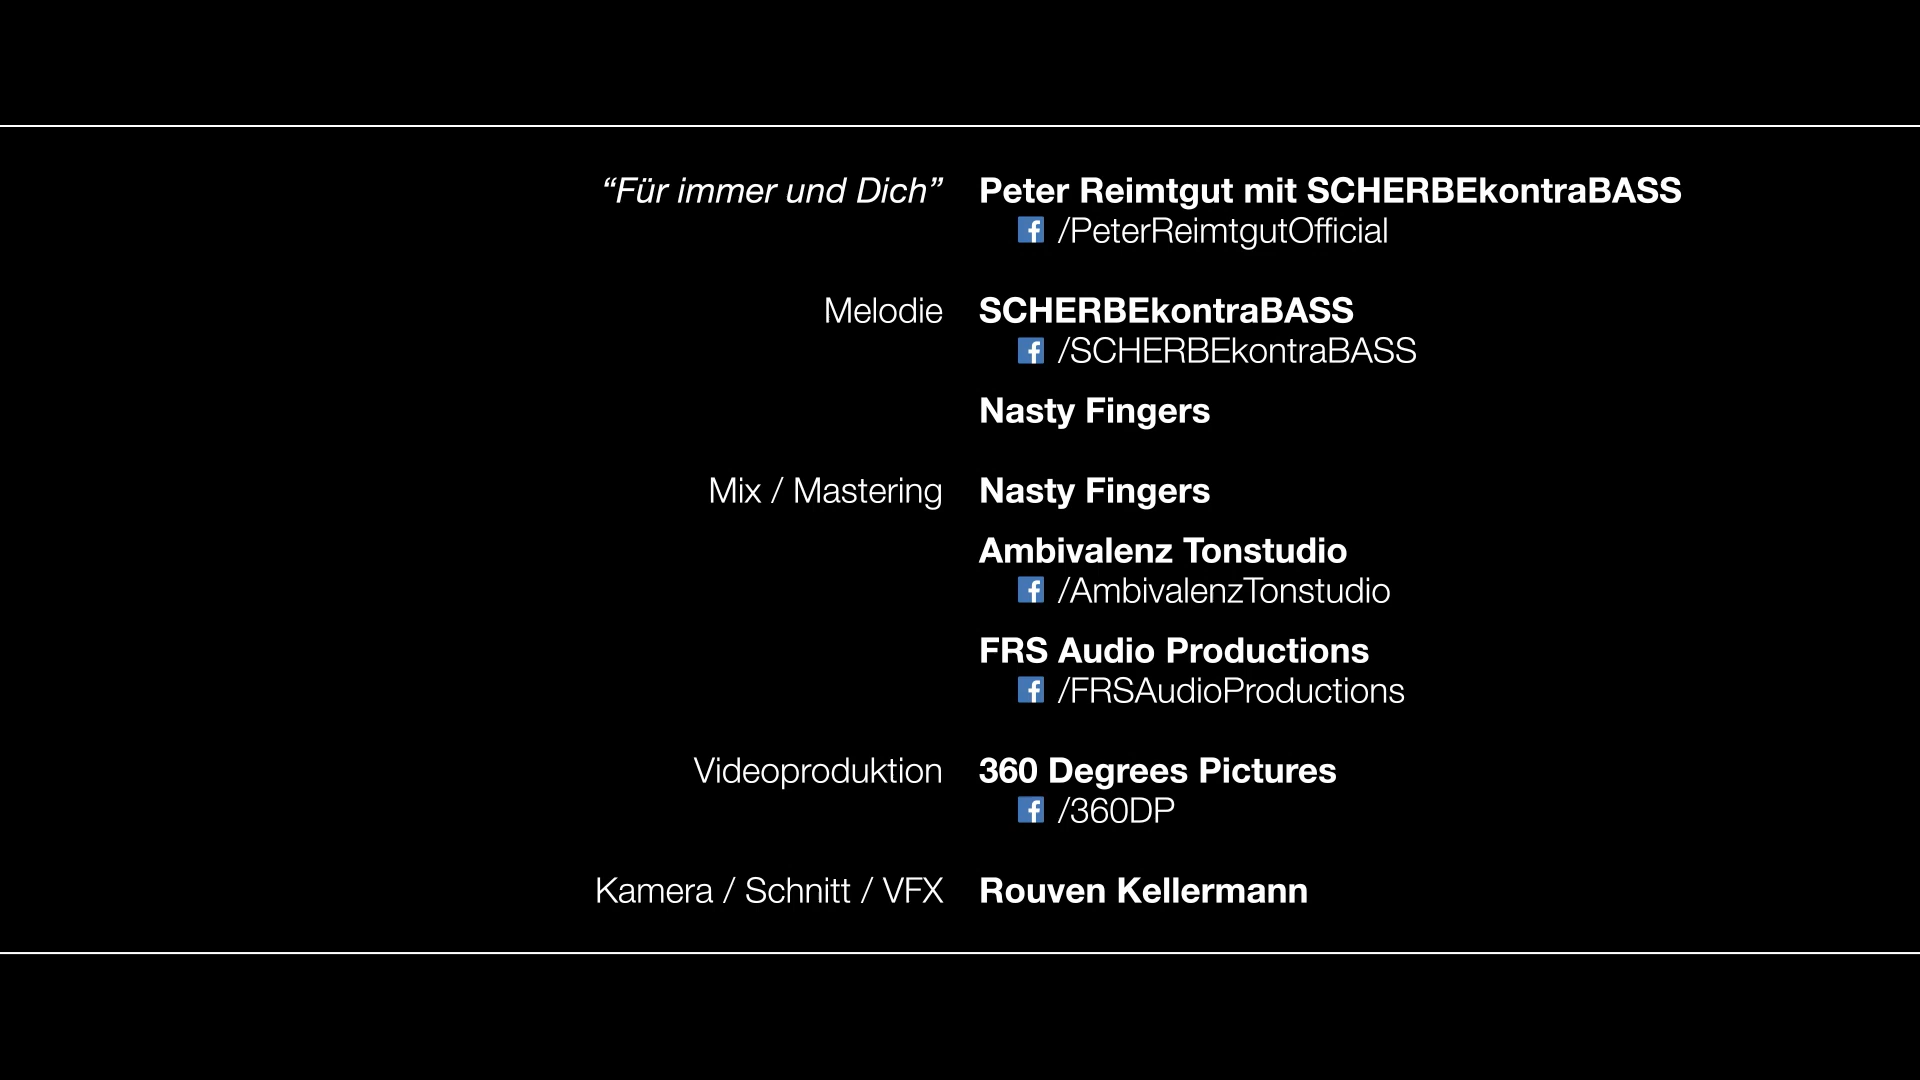 “Für immer und Dich” Peter Reimtgut mit SCHERBEkontraBASS
/PeterReimtgutOfficial
Melodie SCHERBEkontraBASS
/SCHERBEkontraBASS
Nasty Fingers
Mix / Mastering Nasty Fingers
Ambivalenz Tonstudio
/AmbivalenzTonstudio
FRS Audio Productions
/FRSAudioProductions
Videoproduktion 360 Degrees Pictures
/360DP
Kamera / Schnitt / VFX Rouven Kellermann